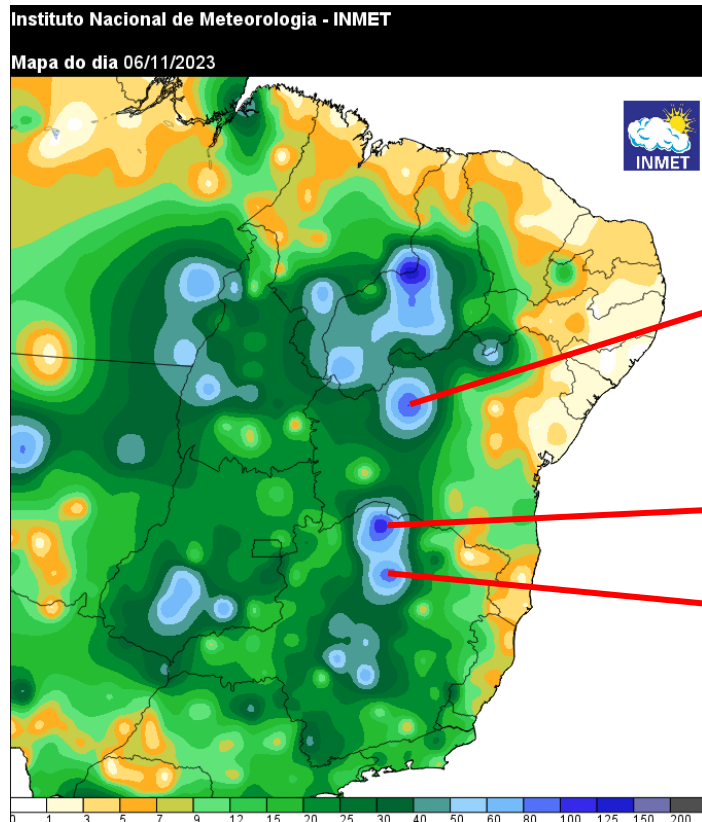 Instituto Nacional de Meteorologia - INMET
Mapa do dia 06/11/2023
INMET
0 1 3 5 7 9 12 15 20 25 30 40 50 60 80 100 125 150 200